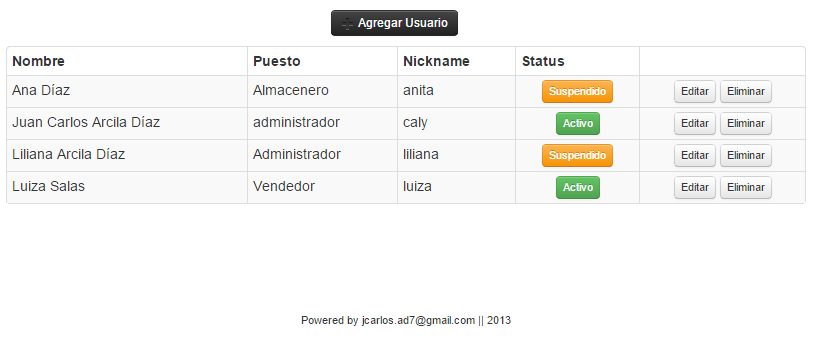 Agregar Usuario
Nombre Puesto Nickname Status
Ana Díaz Almacenero anita Suspendido Editar Eliminar
Juan Carlos Arcila Díaz administrador caly Activo Editar Eliminar
Liliana Arcila Díaz Administrador liliana Suspendido Editar Eliminar
Luiza Salas Vendedor luiza Activo Editar Eliminar
Powered by jcarlos.ad7@gmail.com || 2013